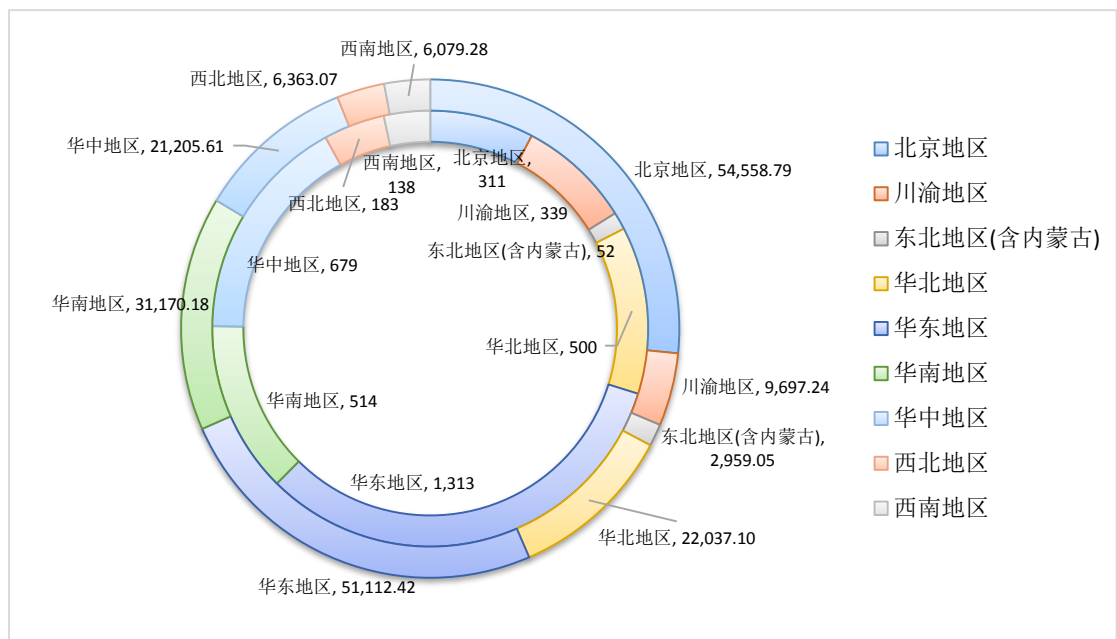 西南地区, 6,079.28
西北地区, 6,363.07
华中地区, 21,205.61
北京地区, 54,558.79
西南地区,
138
北京地区,
311
西北地区, 183
川渝地区, 339
东北地区(含内蒙古), 52
华中地区, 679
华南地区, 31,170.18
华北地区, 500
川渝地区, 9,697.24
华南地区, 514
东北地区(含内蒙古),
2,959.05
华东地区, 1,313
华北地区, 22,037.10
华东地区, 51,112.42
北京地区
川渝地区
东北地区(含内蒙古)
华北地区
华东地区
华南地区
华中地区
西北地区
西南地区